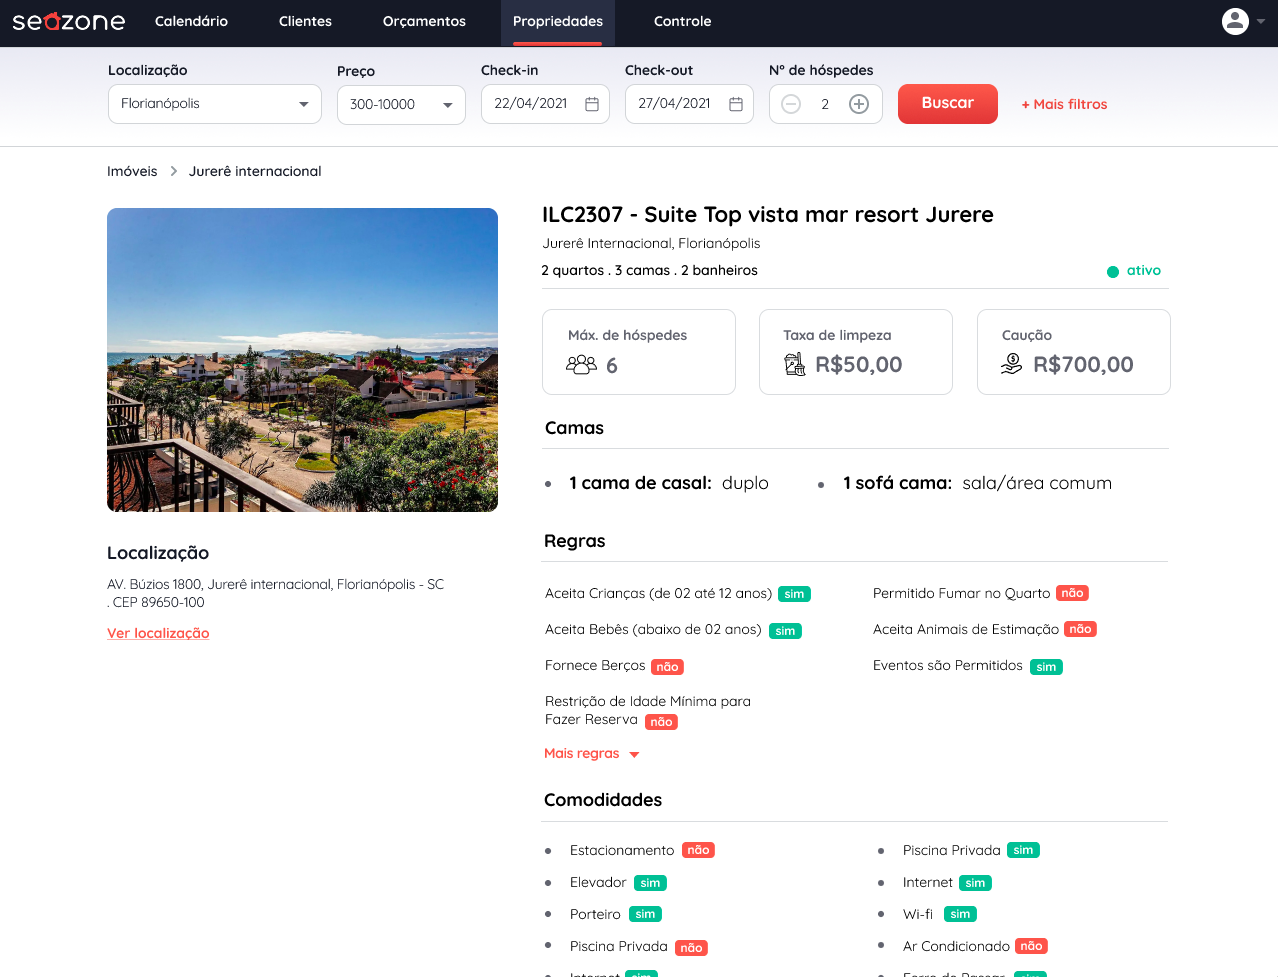 seazone Calendário Clientes Orçamentos Propriedades Controle
Localização Preço Check-in Check-out Nº de hóspedes
Florianópolis 300-10000 22/04/2021 27/04/2021 2 Buscar + Mais filtros
Imóveis Jurerê internacional
ILC2307 - Suite Top vista mar resort Jurere
Jurerê Internacional, Florianópolis
2 quartos . 3 camas . 2 banheiros ativo
Máx. de hóspedes Taxa de limpeza Caução
6 R$50,00 R$700,00
Camas
1 cama de casal: duplo 1 sofá cama: sala/área comum
Localização
AV. Búzios 1800, Jurerê internacional, Florianópolis - SC
. CEP 89650-100
Ver localização
Regras
Aceita Crianças (de 02 até 12 anos) sim Permitido Fumar no Quarto não
Aceita Bebês (abaixo de 02 anos) sim Aceita Animais de Estimação não
Fornece Berços não Eventos são Permitidos sim
Restrição de Idade Mínima para
Fazer Reserva não
Mais regras
Comodidades
Estacionamento não Piscina Privada sim
Elevador sim Internet sim
Porteiro sim Wi-fi sim
Piscina Privada não Ar Condicionado não
Internet sim Ferro de Passar sim